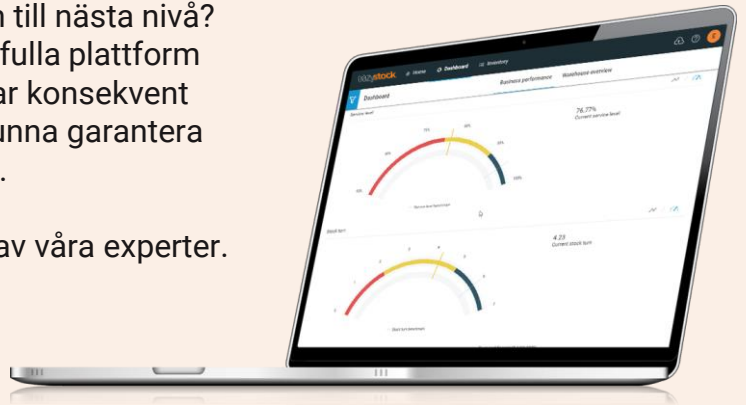 n till nästa nivå?
fulla plattform
ar konsekvent
unna garantera
.
av våra experter.
eazystock
Home
Dashboard
Inventory
Dashboard
Business performance
Warehouse overview
Service level
76.77%
Current service level
Stock turn
4.23
Current stock turn